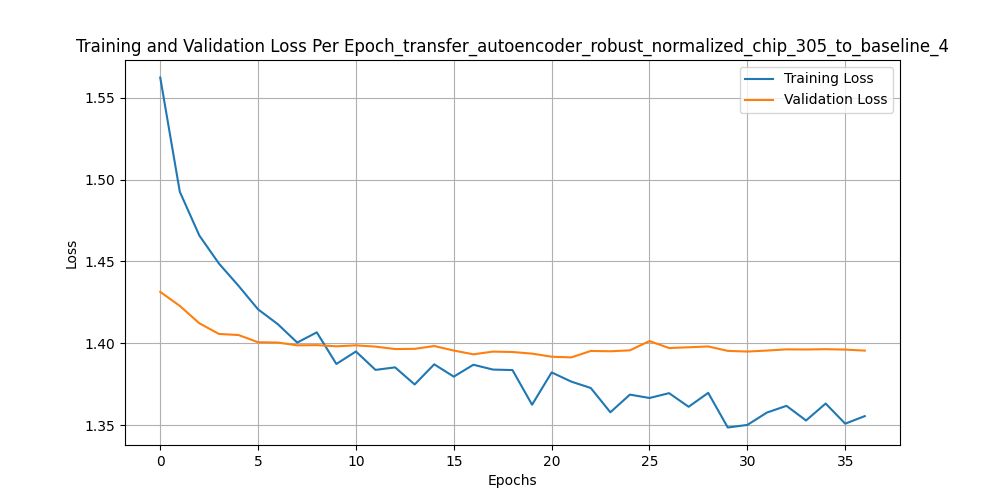 Training and Validation Loss Per Epoch_transfer_autoencoder_robust_normalized_chip_305_to_baseline_4
Training Loss
Validation Loss
1.55
1.50
1.45
1.40
1.35
Loss
0 5 10 15 20 25 30 35
Epochs